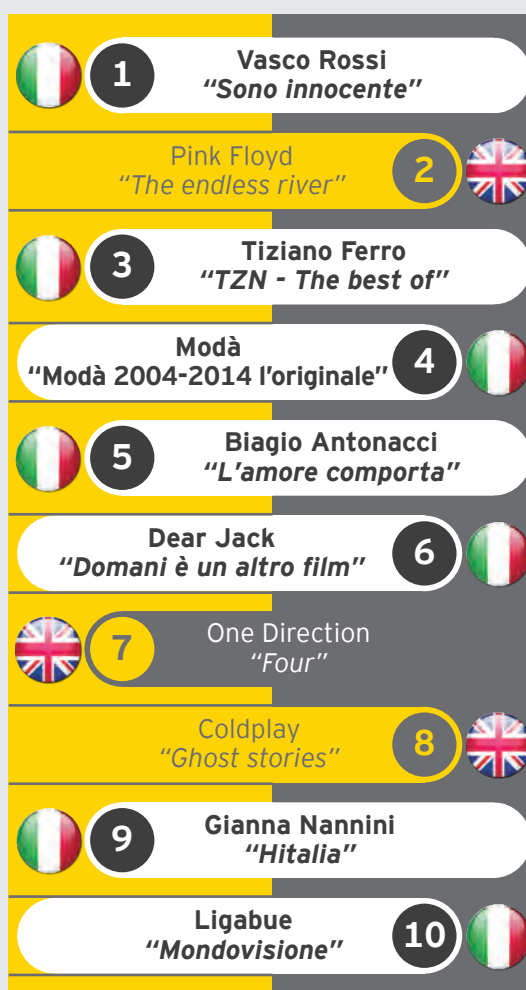 1
Vasco Rossi
“Sono innocente”
Pink Floyd
“The endless river”
2
3
Tiziano Ferro
“TZN - The best of”
Modà
“Modà 2004-2014 l’originale”
4
5
Biagio Antonacci
“L’amore comporta”
Dear Jack
“Domani è un altro film”
6
7
One Direction
“Four”
Coldplay
“Ghost stories”
8
9
Gianna Nannini
“Hitalia”
Ligabue
“Mondovisione”
10